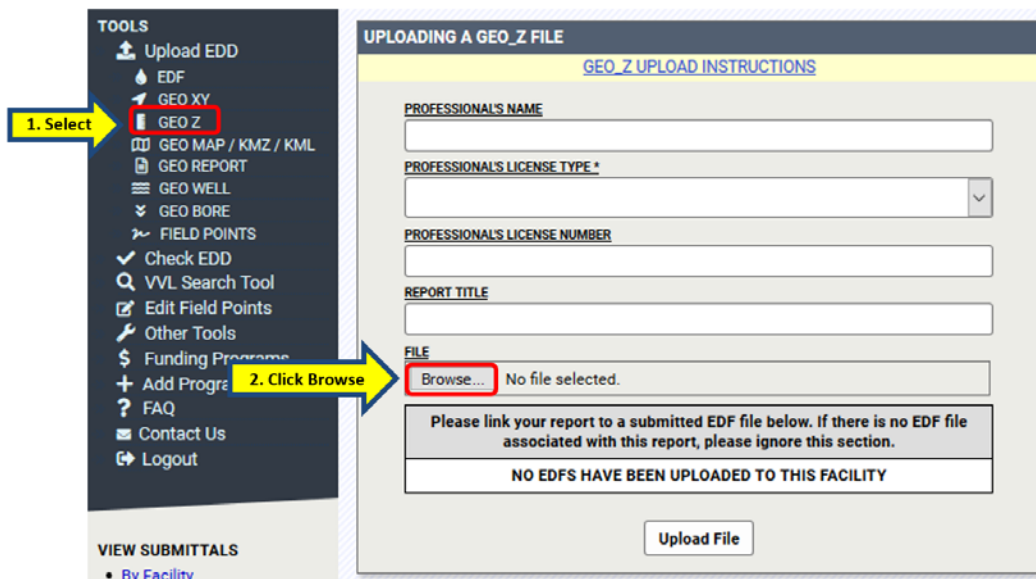 TOOLS
Upload EDD
EDF
GEO XY
1. Select
GEO Z
GEO MAP / KMZ / KML
GEO REPORT
GEO WELL
GEO BORE
FIELD POINTS
Check EDD
VVL Search Tool
Edit Field Points
Other Tools
$ Funding Programs
Add Progra
2. Click Browse
? FAQ
Contact Us
Logout
VIEW SUBMITTALS
• By Facility
UPLOADING A GEO_Z FILE
GEO_Z UPLOAD INSTRUCTIONS
PROFESSIONAL'S NAME
PROFESSIONAL'S LICENSE TYPE *
PROFESSIONAL'S LICENSE NUMBER
REPORT TITLE
FILE
Browse... No file selected.
Please link your report to a submitted EDF file below. If there is no EDF file
associated with this report, please ignore this section.
NO EDFS HAVE BEEN UPLOADED TO THIS FACILITY
Upload File